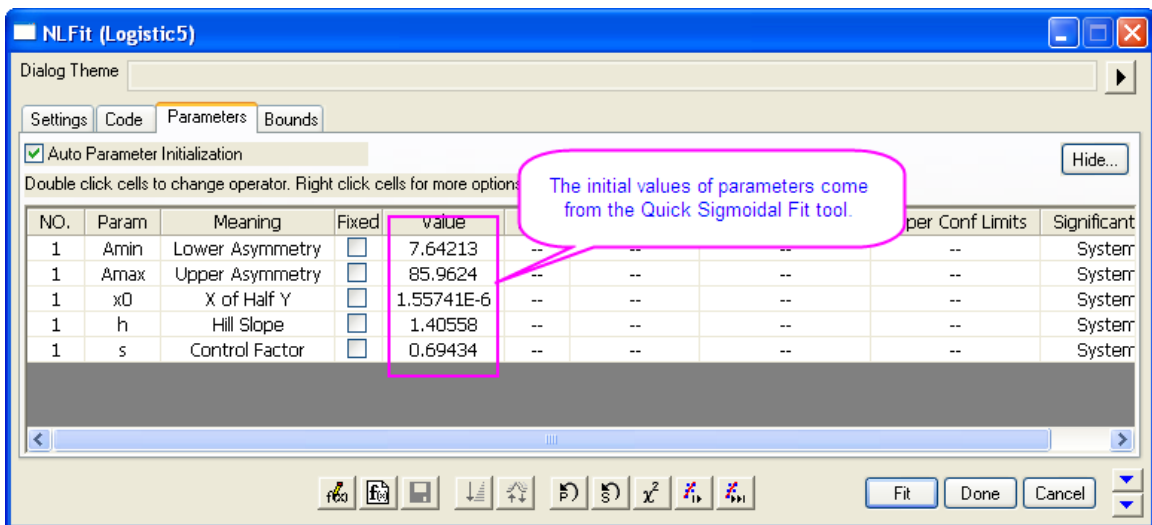 NLFit (Logistic5)
Dialog Theme
Settings Code Parameters Bounds
Auto Parameter Initialization
Hide...
Double click cells to change operator. Right click cells for more options
The initial values of parameters come
from the Quick Sigmoidal Fit tool.
NO. Param Meaning Fixed Value per Conf Limits Significant
1 Amin Lower Asymmetry 7.64213 -- -- -- -- System
1 Amax Upper Asymmetry 85.9624 -- -- -- -- System
1 x0 X of Half Y 1.55741E-6 -- -- -- -- System
1 h Hill Slope 1.40558 -- -- -- -- System
1 s Control Factor 0.69434 -- -- -- -- System
Fit Done Cancel